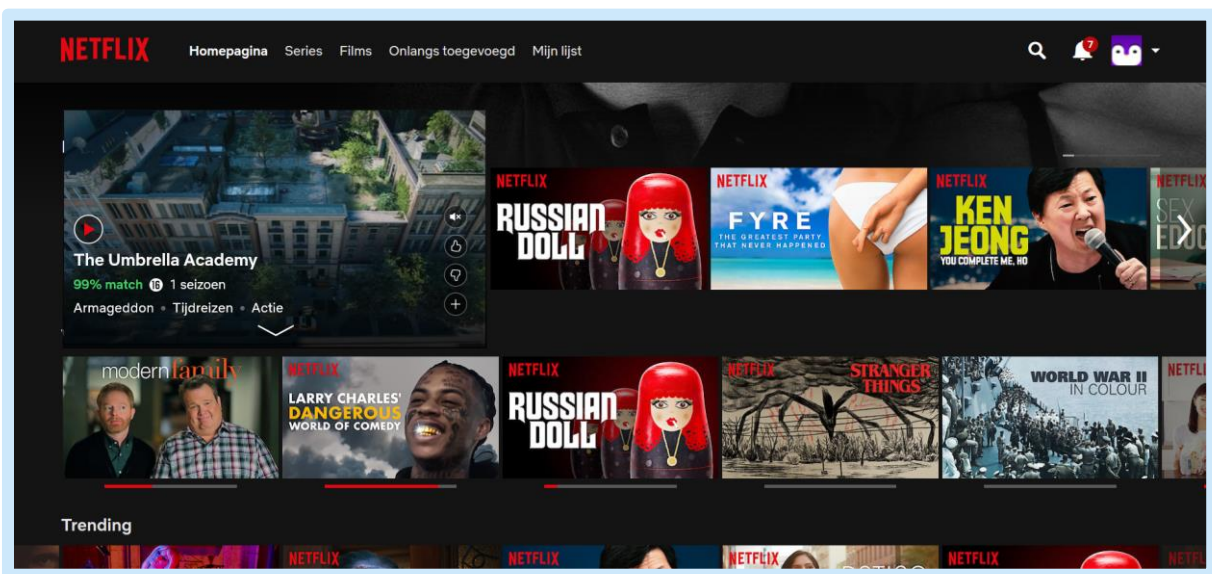 NETFLIX Homepagina Series Films Onlangs toegevoegd Mijn lijst 7
The Umbrella Academy
99% match 16 1 seizoen
Armageddon • Tijdreizen • Actie
NETFLIX
RUSSIAN
DOLL
NETFLIX
FYRE
THE GREATEST PARTY
THAT NEVER HAPPENED
NETFLIX
KEN
JEONG
YOU COMPLETE ME, HO
NETFLIX
SEX
modern family
NETFLIX
LARRY CHARLES'
DANGEROUS
WORLD OF COMEDY
NETFLIX
RUSSIAN
DOLL
NETFLIX
STRANGER
THINGS
WORLD WAR II
IN COLOUR
Trending
NETFLIX
NETFLIX
NETFLIX
NETFLIX